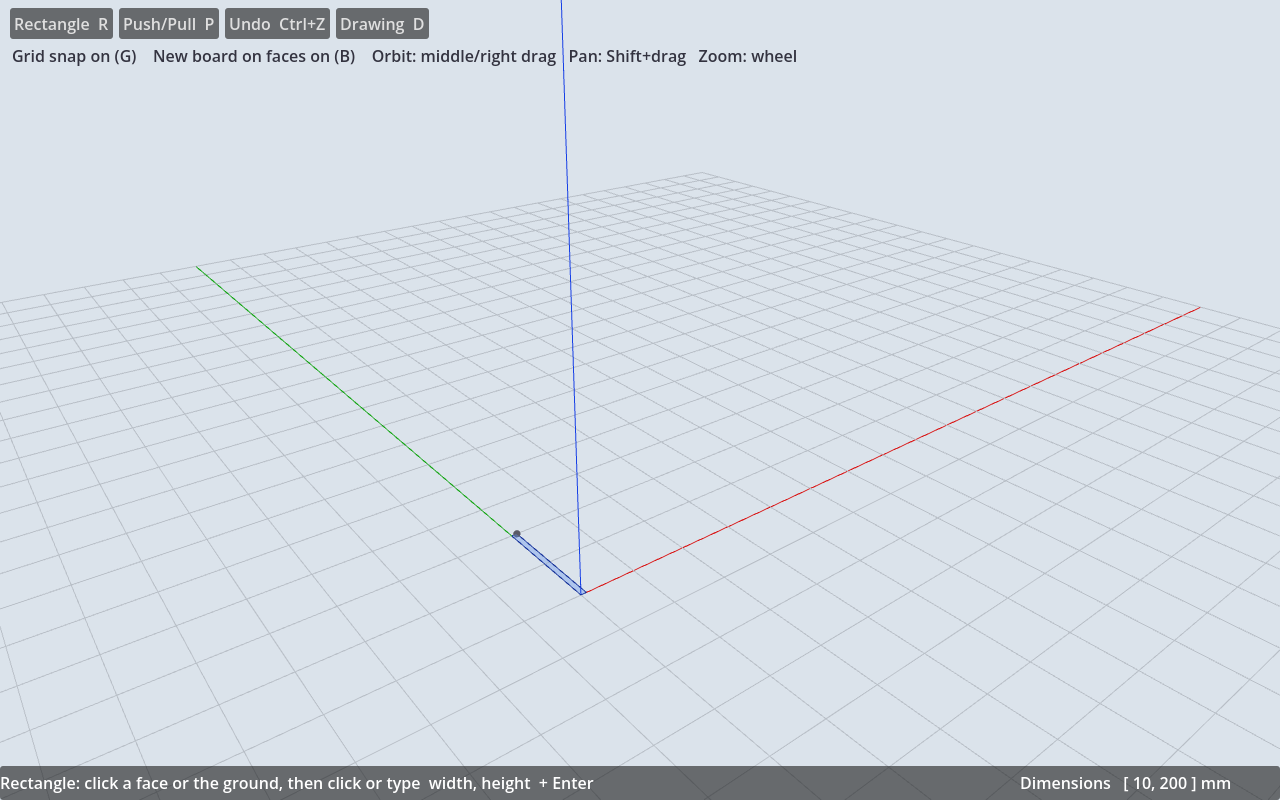 Rectangle R Push/Pull P Undo Ctrl+Z Drawing D
Grid snap on (G) New board on faces on (B) Orbit: middle/right drag Pan: Shift+drag Zoom: wheel
Rectangle: click a face or the ground, then click or type width, height + Enter Dimensions [ 10, 200 ] mm